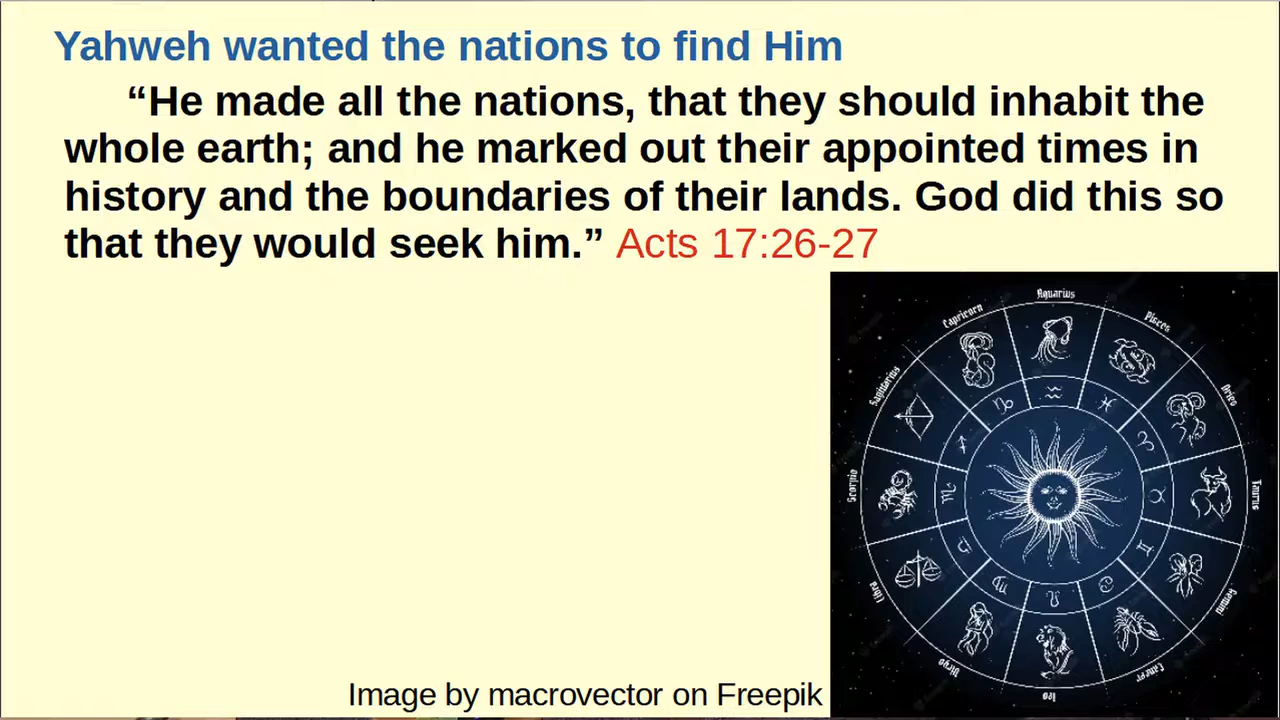 Yahweh wanted the nations to find Him
“He made all the nations, that they should inhabit the
whole earth; and he marked out their appointed times in
history and the boundaries of their lands. God did this so
that they would seek him.” Acts 17:26-27
Aquarius
Pisces
Aries
Taurus
Gemini
Cancer
Leo
Virgo
Libra
Scorpio
Sagittarius
Capricorn
Image by macrovector on Freepik